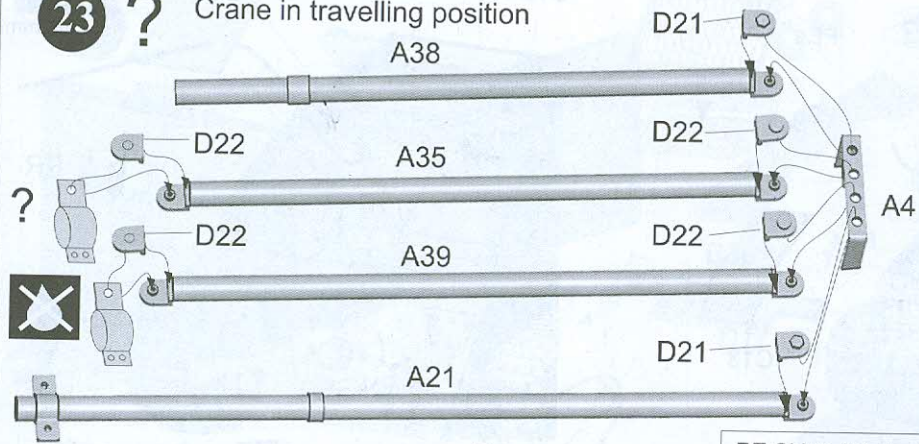 23 ? Crane in travelling position
D21
A38
D22
D22
A35
?
A4
D22
D22
A39
D21
A21